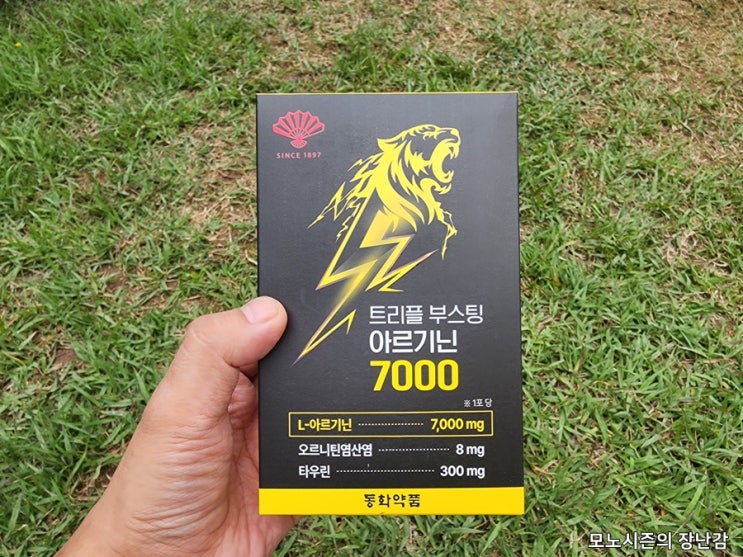 SINCE 1897
트리플 부스팅
아르기닌
7000
※ 1포 당
L-아르기닌 7,000 mg
오르니틴염산염 8 mg
타우린 300 mg
동화약품
모노시즌의 장난감